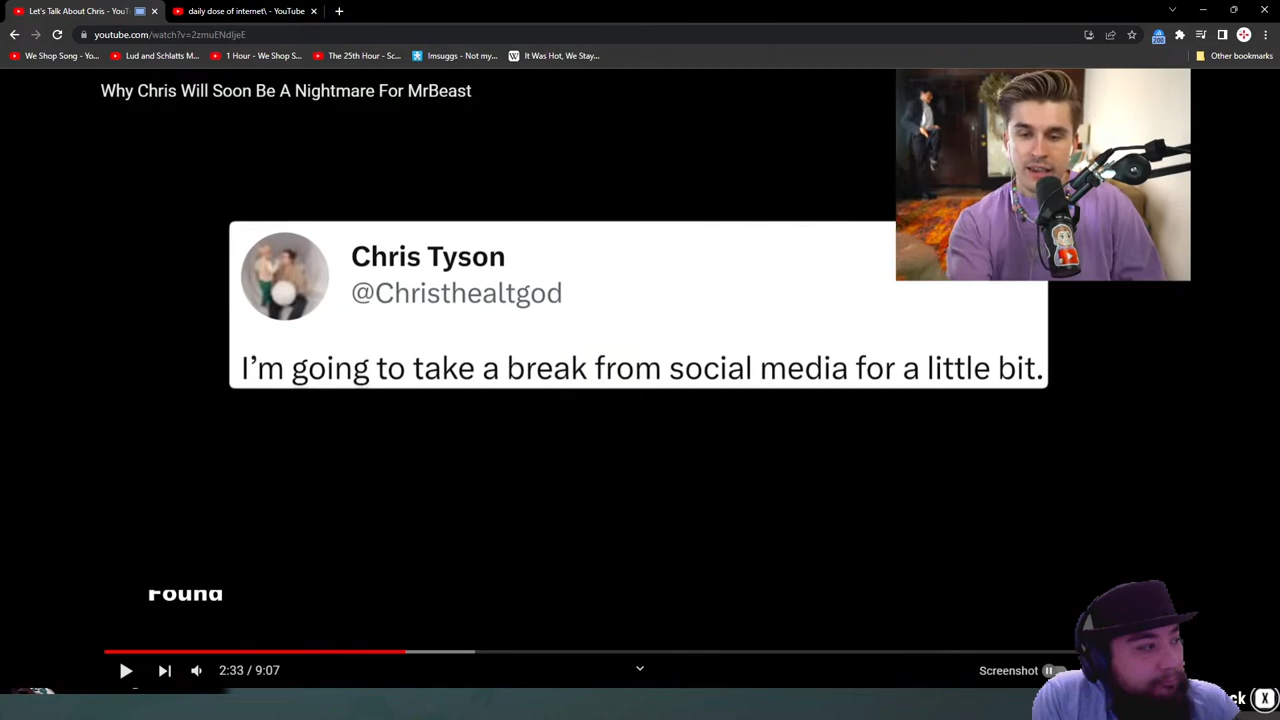 Let's Talk About Chris - YouT
daily dose of internet\ - YouTube
youtube.com/watch?v=2zmuENdIjeE
We Shop Song - Yo...
Lud and Schlatts M...
1 Hour - We Shop S...
The 25th Hour - Sc...
lmsuggs - Not my...
It Was Hot, We Stay...
Other bookmarks
Why Chris Will Soon Be A Nightmare For MrBeast
Chris Tyson
@Christhealtgod
I'm going to take a break from social media for a little bit.
Found
2:33 / 9:07
Screenshot
ck X